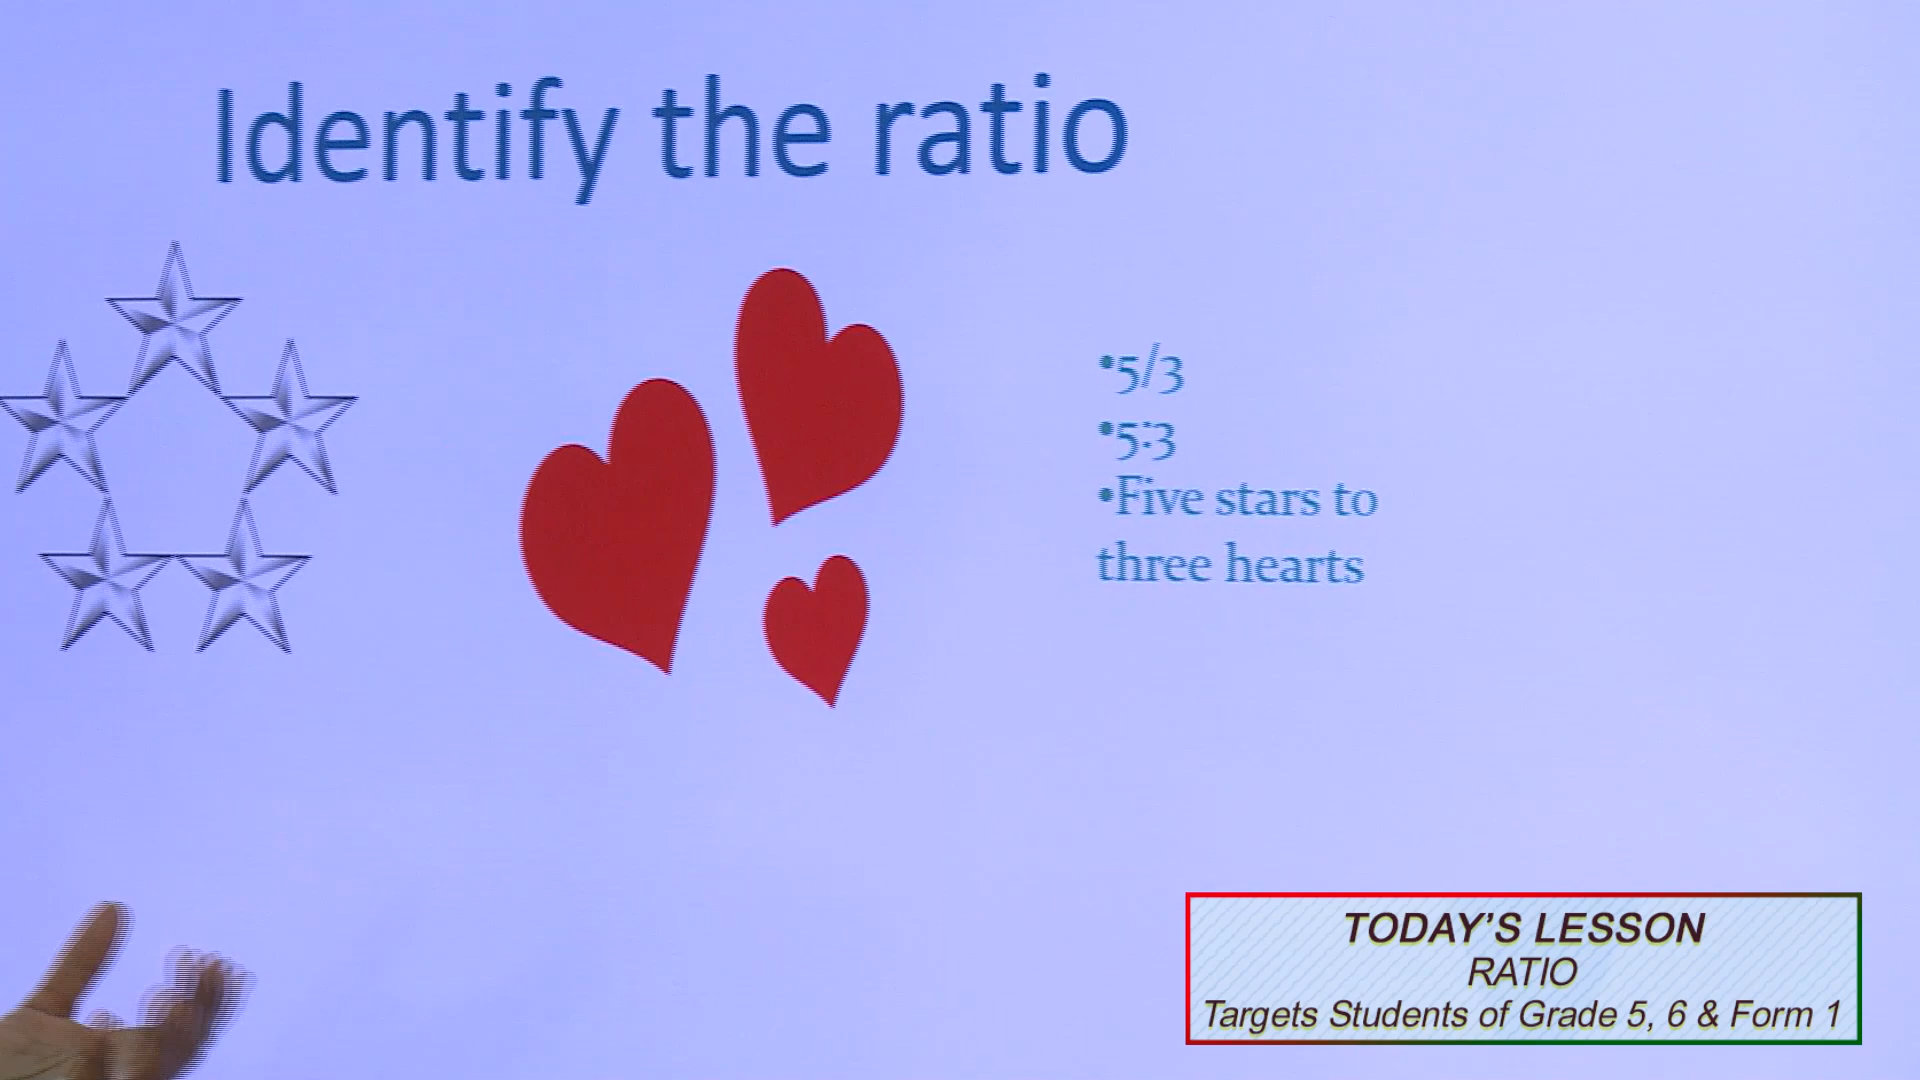 Identify the ratio
•5/3
•5:3
•Five stars to
three hearts
TODAY'S LESSON
RATIO
Targets Students of Grade 5, 6 & Form 1